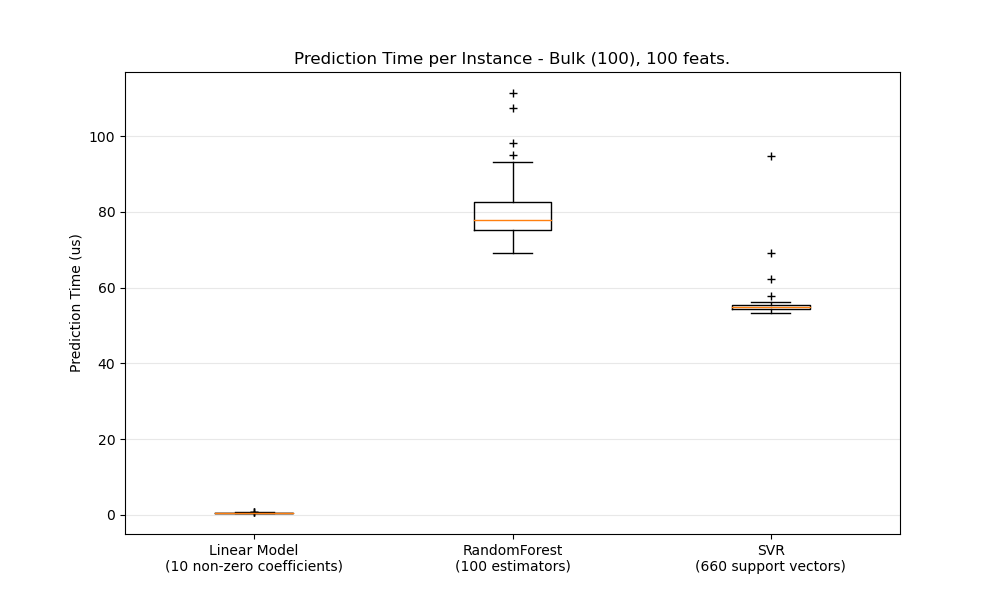 Prediction Time per Instance - Bulk (100), 100 feats.
Prediction Time (us)
100
80
60
40
20
0
Linear Model
(10 non-zero coefficients)
RandomForest
(100 estimators)
SVR
(660 support vectors)